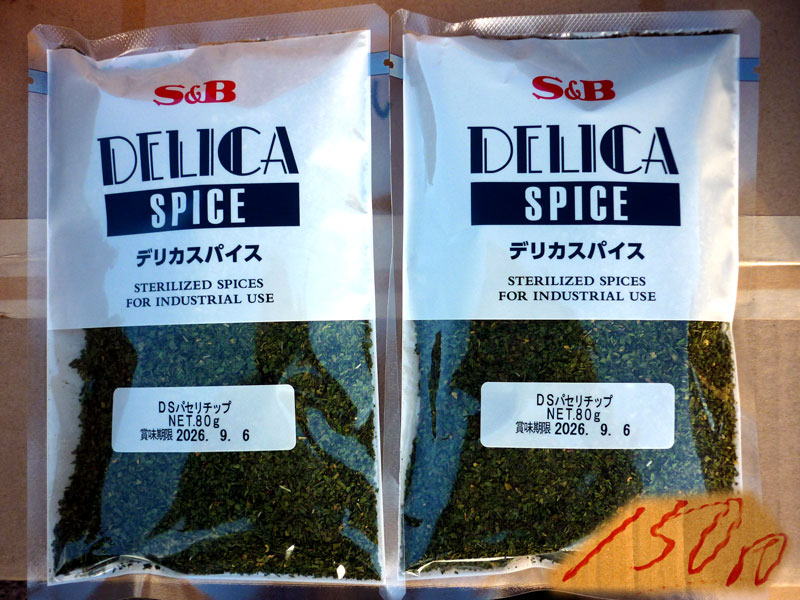 S&B
DELICA
SPICE
デリカスパイス
STERILIZED SPICES
FOR INDUSTRIAL USE
DSパセリチップ
NET.80g
賞味期限 2026. 9. 6
S&B
DELICA
SPICE
デリカスパイス
STERILIZED SPICES
FOR INDUSTRIAL USE
DSパセリチップ
NET.80g
賞味期限 2026. 9. 6